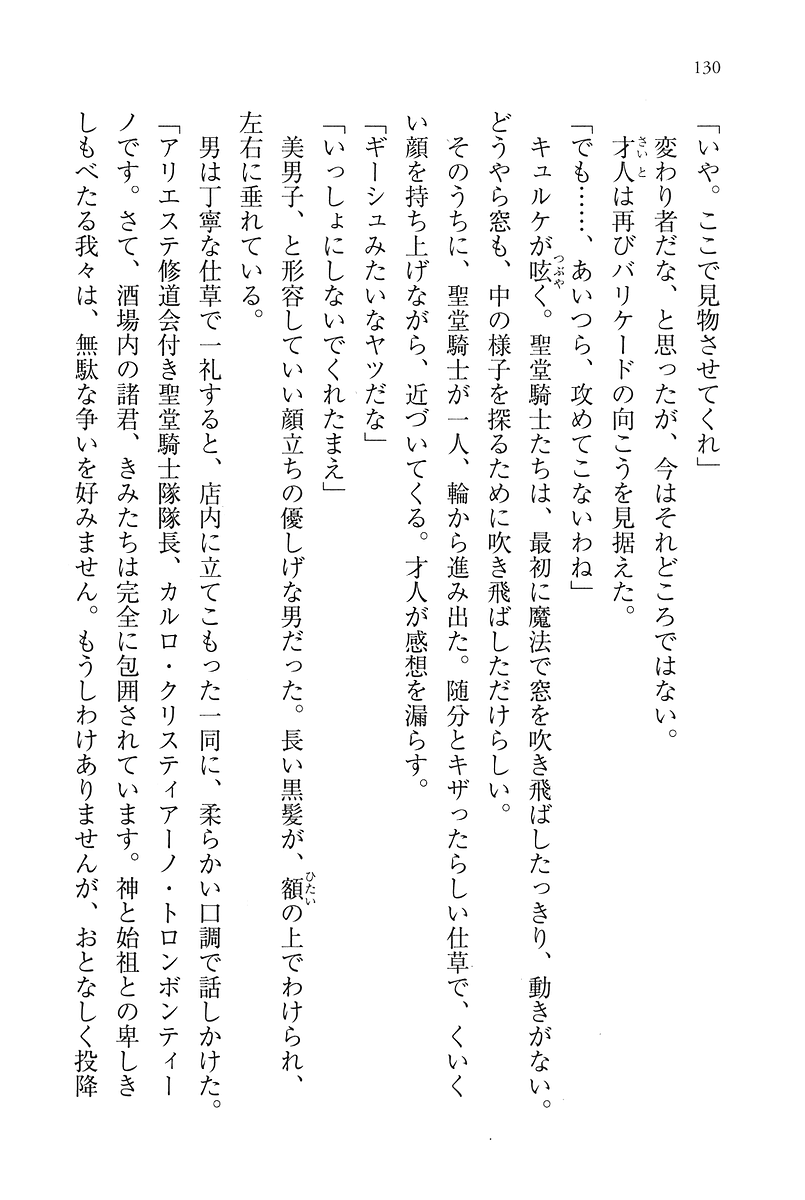 130
「いや。ここで見物させてくれ」
変わり者だな、と思ったが、今はそれどころではない。
才人は再びバリケードの向こうを見据えた。
さいと
「でも……、あいつら、攻めてこないわね」
キュルケが呟く。聖堂騎士たちは、最初に魔法で窓を吹き飛ばしたっきり、動きがない。
つぶや
どうやら窓も、中の様子を探るために吹き飛ばしただけらしい。
そのうちに、聖堂騎士が一人、輪から進み出た。随分とキザったらしい仕草で、くいくい
い顔を持ち上げながら、近づいてくる。才人が感想を漏らす。
「ギーシュみたいなヤツだな」
「いっしょにしないでくれたまえ」
美男子、と形容していい顔立ちの優しげな男だった。長い黒髪が、額の上でわけられ、
ひたい
左右に垂れている。
男は丁寧な仕草で一礼すると、店内に立てこもった一同に、柔らかい口調で話しかけた。
「アリエステ修道会付き聖堂騎士隊隊長、カルロ・クリスティアーノ・トロンボンティー
ノです。さて、酒場内の諸君、きみたちは完全に包囲されています。神と始祖との卑しき
しもべたる我々は、無駄な争いを好みません。もうしわけありませんが、おとなしく投降